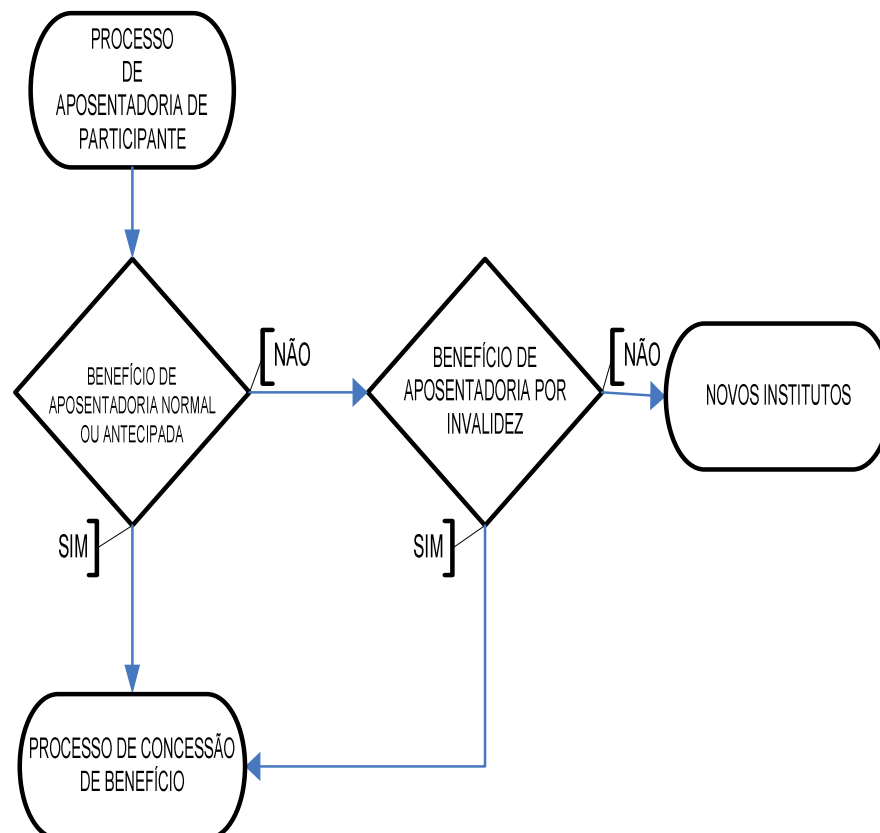 PROCESSO
DE
APOSENTADORIA DE
PARTICIPANTE
BENEFÍCIO DE
APOSENTADORIA NORMAL
OU ANTECIPADA
NÃO
SIM
BENEFÍCIO DE
APOSENTADORIA POR
INVALIDEZ
NÃO
SIM
NOVOS INSTITUTOS
PROCESSO DE CONCESSÃO
DE BENEFÍCIO